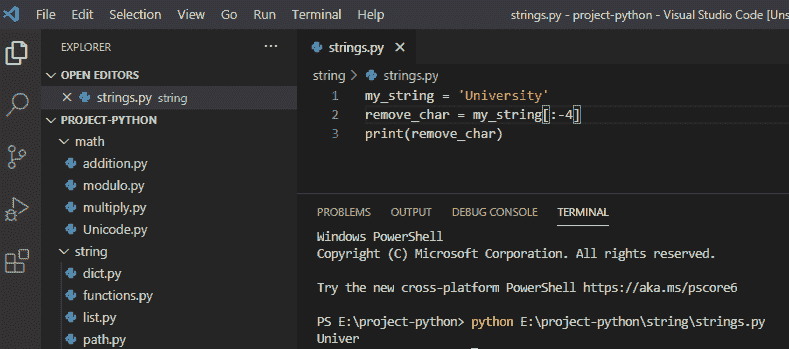 File Edit Selection View Go Run Terminal Help strings.py - project-python - Visual Studio Code [Uns
EXPLORER
OPEN EDITORS
strings.py string
PROJECT-PYTHON
math
addition.py
modulo.py
multiply.py
Unicode.py
string
dict.py
functions.py
list.py
path.py
strings.py
string > strings.py
1 my_string = 'University'
2 remove_char = my_string[:-4]
3 print(remove_char)
PROBLEMS OUTPUT DEBUG CONSOLE TERMINAL
Windows PowerShell
Copyright (C) Microsoft Corporation. All rights reserved.
Try the new cross-platform PowerShell https://aka.ms/pscore6
PS E:\project-python> python E:\project-python\string\strings.py
Univer